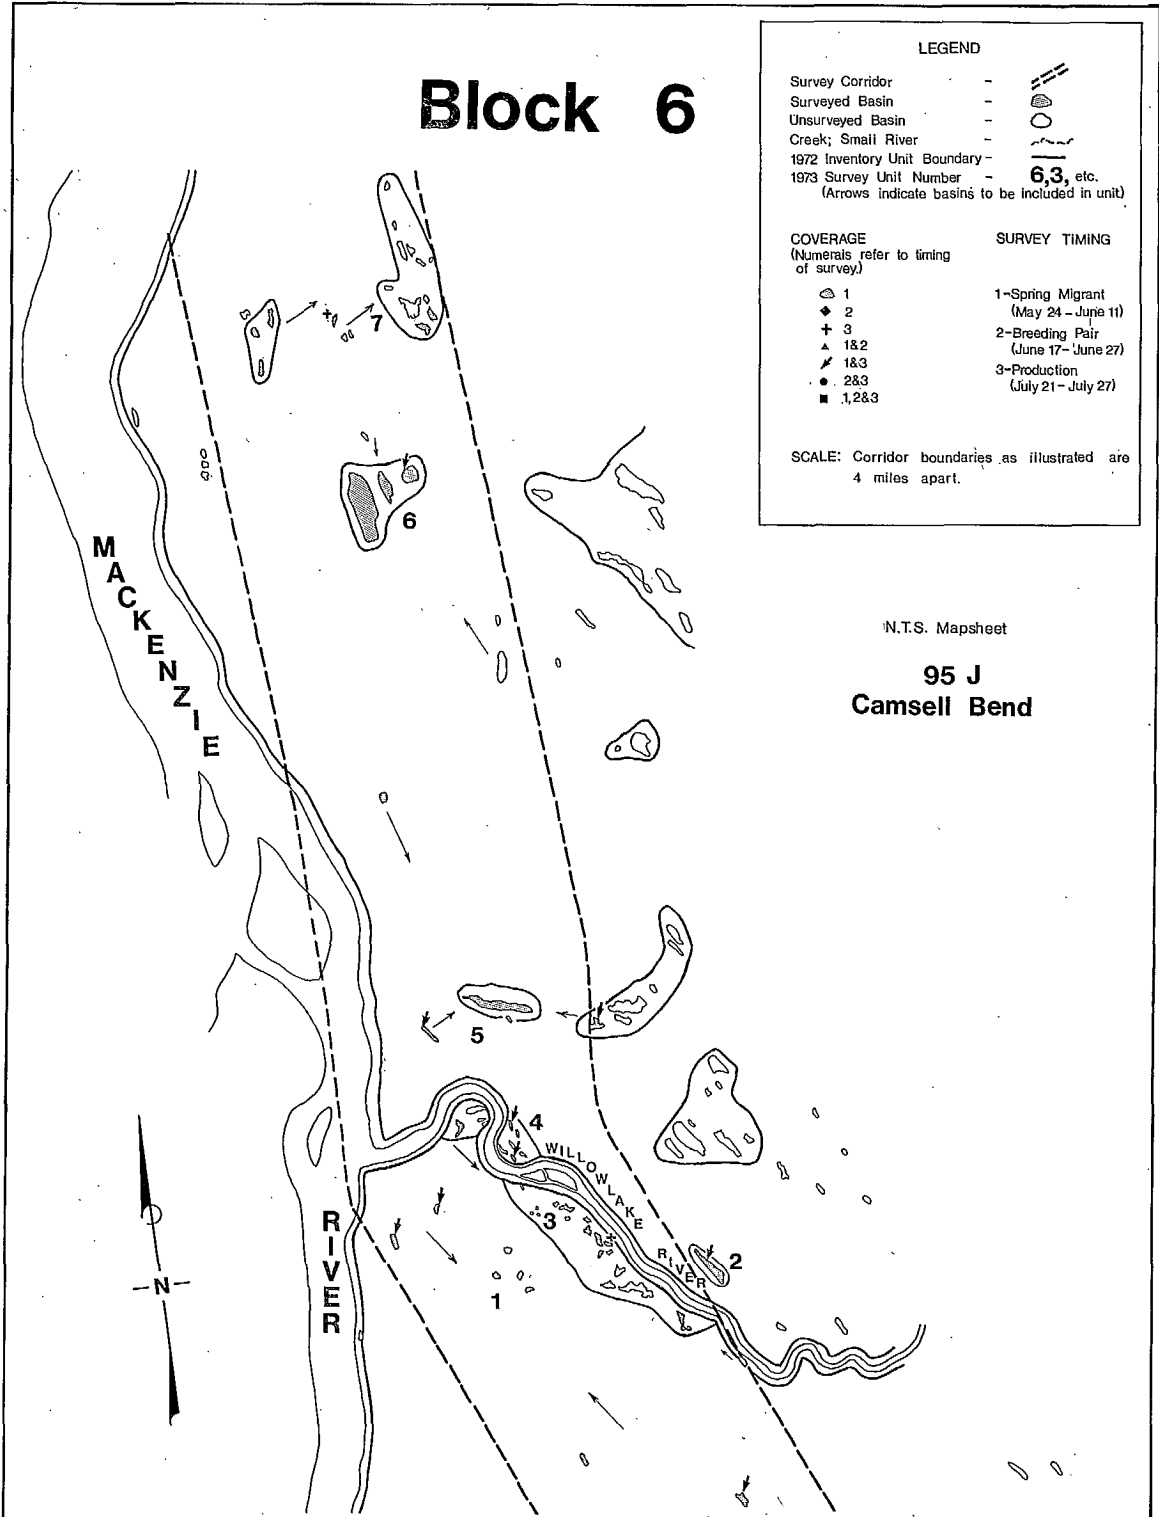 Block 6
LEGEND
Survey Corridor -
Surveyed Basin -
Unsurveyed Basin -
Creek; Small River -
1972 Inventory Unit Boundary -
1973 Survey Unit Number - 6,3, etc.
(Arrows indicate basins to be included in unit)
COVERAGE
(Numerals refer to timing
of survey.)
1
2
3
1&2
1&3
2&3
1,2&3
SURVEY TIMING
1-Spring Migrant
(May 24 - June 11)
2-Breeding Pair
(June 17 - June 27)
3-Production
(July 21 - July 27)
SCALE: Corridor boundaries as illustrated are
4 miles apart.
N.T.S. Mapsheet
95 J
Camsell Bend
7
6
MACKENZIE
5
4
WILLOWLAKE
RIVER
3
2
1
RIVER
N